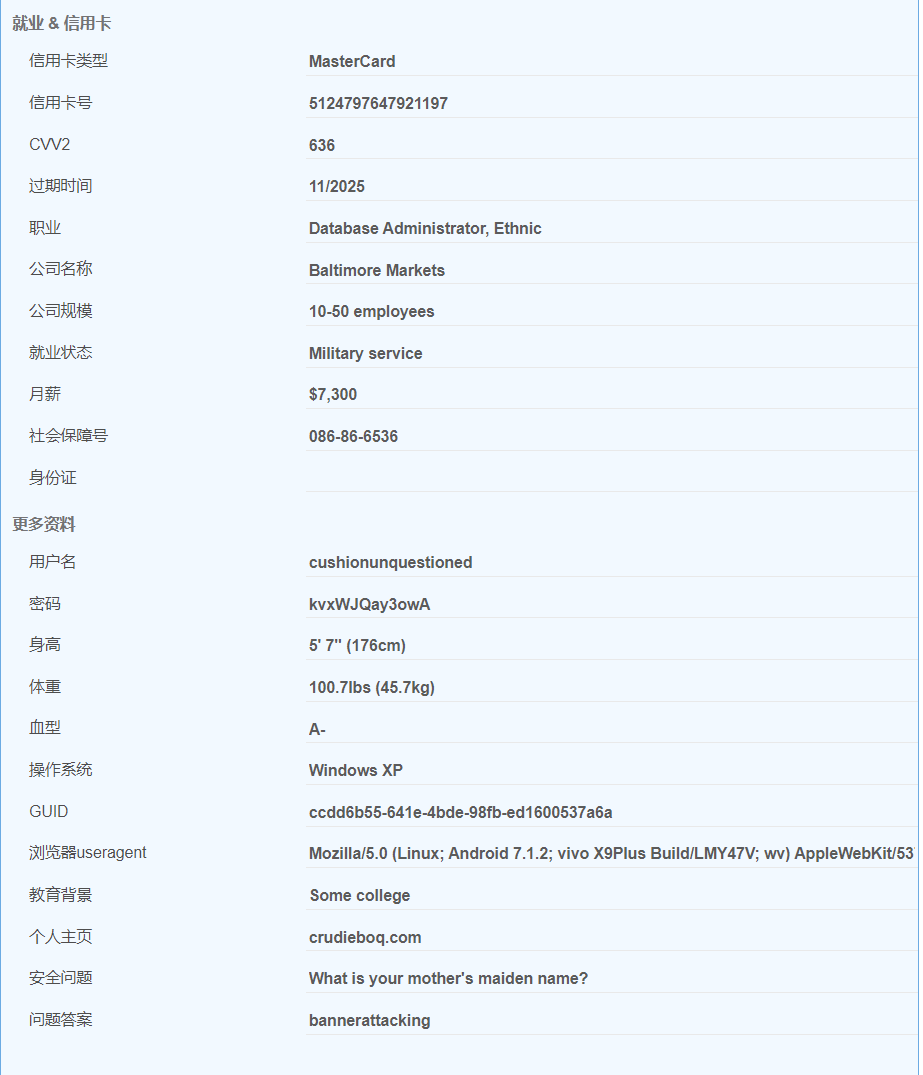 就业 & 信用卡
信用卡类型 MasterCard
信用卡号 5124797647921197
CVV2 636
过期时间 11/2025
职业 Database Administrator, Ethnic
公司名称 Baltimore Markets
公司规模 10-50 employees
就业状态 Military service
月薪 $7,300
社会保障号 086-86-6536
身份证
更多资料
用户名 cushionunquestioned
密码 kvxWJQay3owA
身高 5' 7" (176cm)
体重 100.7lbs (45.7kg)
血型 A-
操作系统 Windows XP
GUID ccdd6b55-641e-4bde-98fb-ed1600537a6a
浏览器useragent Mozilla/5.0 (Linux; Android 7.1.2; vivo X9Plus Build/LMY47V; wv) AppleWebKit/53
教育背景 Some college
个人主页 crudieboq.com
安全问题 What is your mother's maiden name?
问题答案 bannerattacking